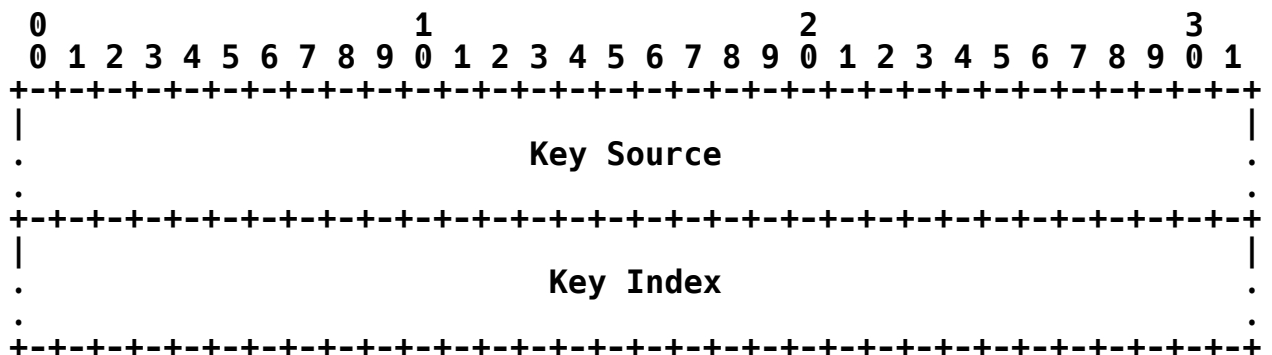 0                   1                   2                   3
 0 1 2 3 4 5 6 7 8 9 0 1 2 3 4 5 6 7 8 9 0 1 2 3 4 5 6 7 8 9 0 1
+-+-+-+-+-+-+-+-+-+-+-+-+-+-+-+-+-+-+-+-+-+-+-+-+-+-+-+-+-+-+-+-+
|                                                               |
.                          Key Source                           .
.                                                               .
+-+-+-+-+-+-+-+-+-+-+-+-+-+-+-+-+-+-+-+-+-+-+-+-+-+-+-+-+-+-+-+-+
|                                                               |
.                           Key Index                           .
.                                                               .
+-+-+-+-+-+-+-+-+-+-+-+-+-+-+-+-+-+-+-+-+-+-+-+-+-+-+-+-+-+-+-+-+